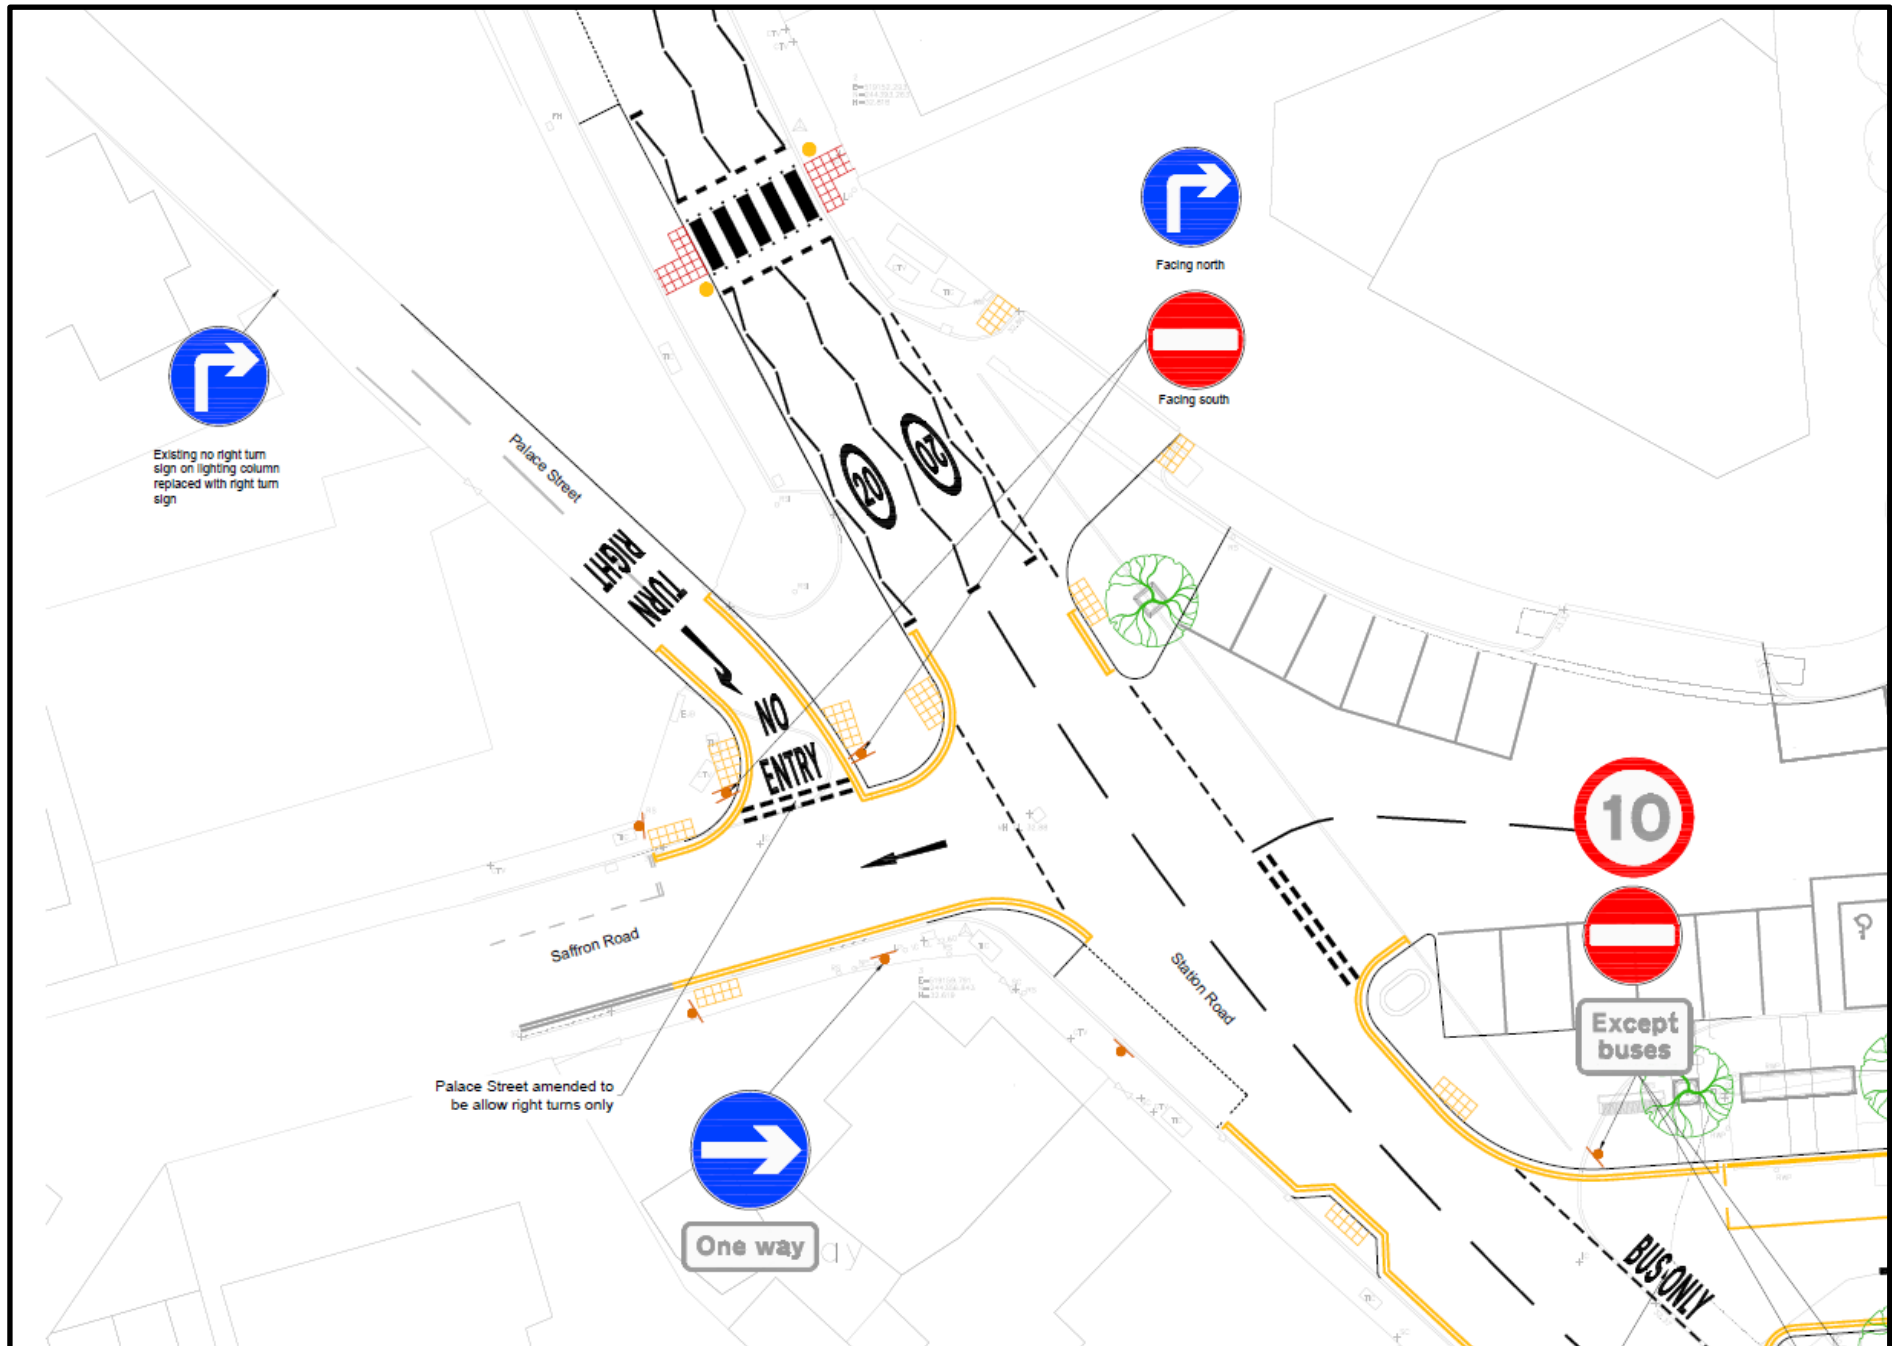 Facing north
Facing south
Existing no right turn
sign on lighting column
replaced with right turn
sign
Palace Street
20
20
RIGHT
TURN
NO
ENTRY
10
Except
buses
Saffron Road
Station Road
Palace Street amended to
be allow right turns only
One way
BUS ONLY